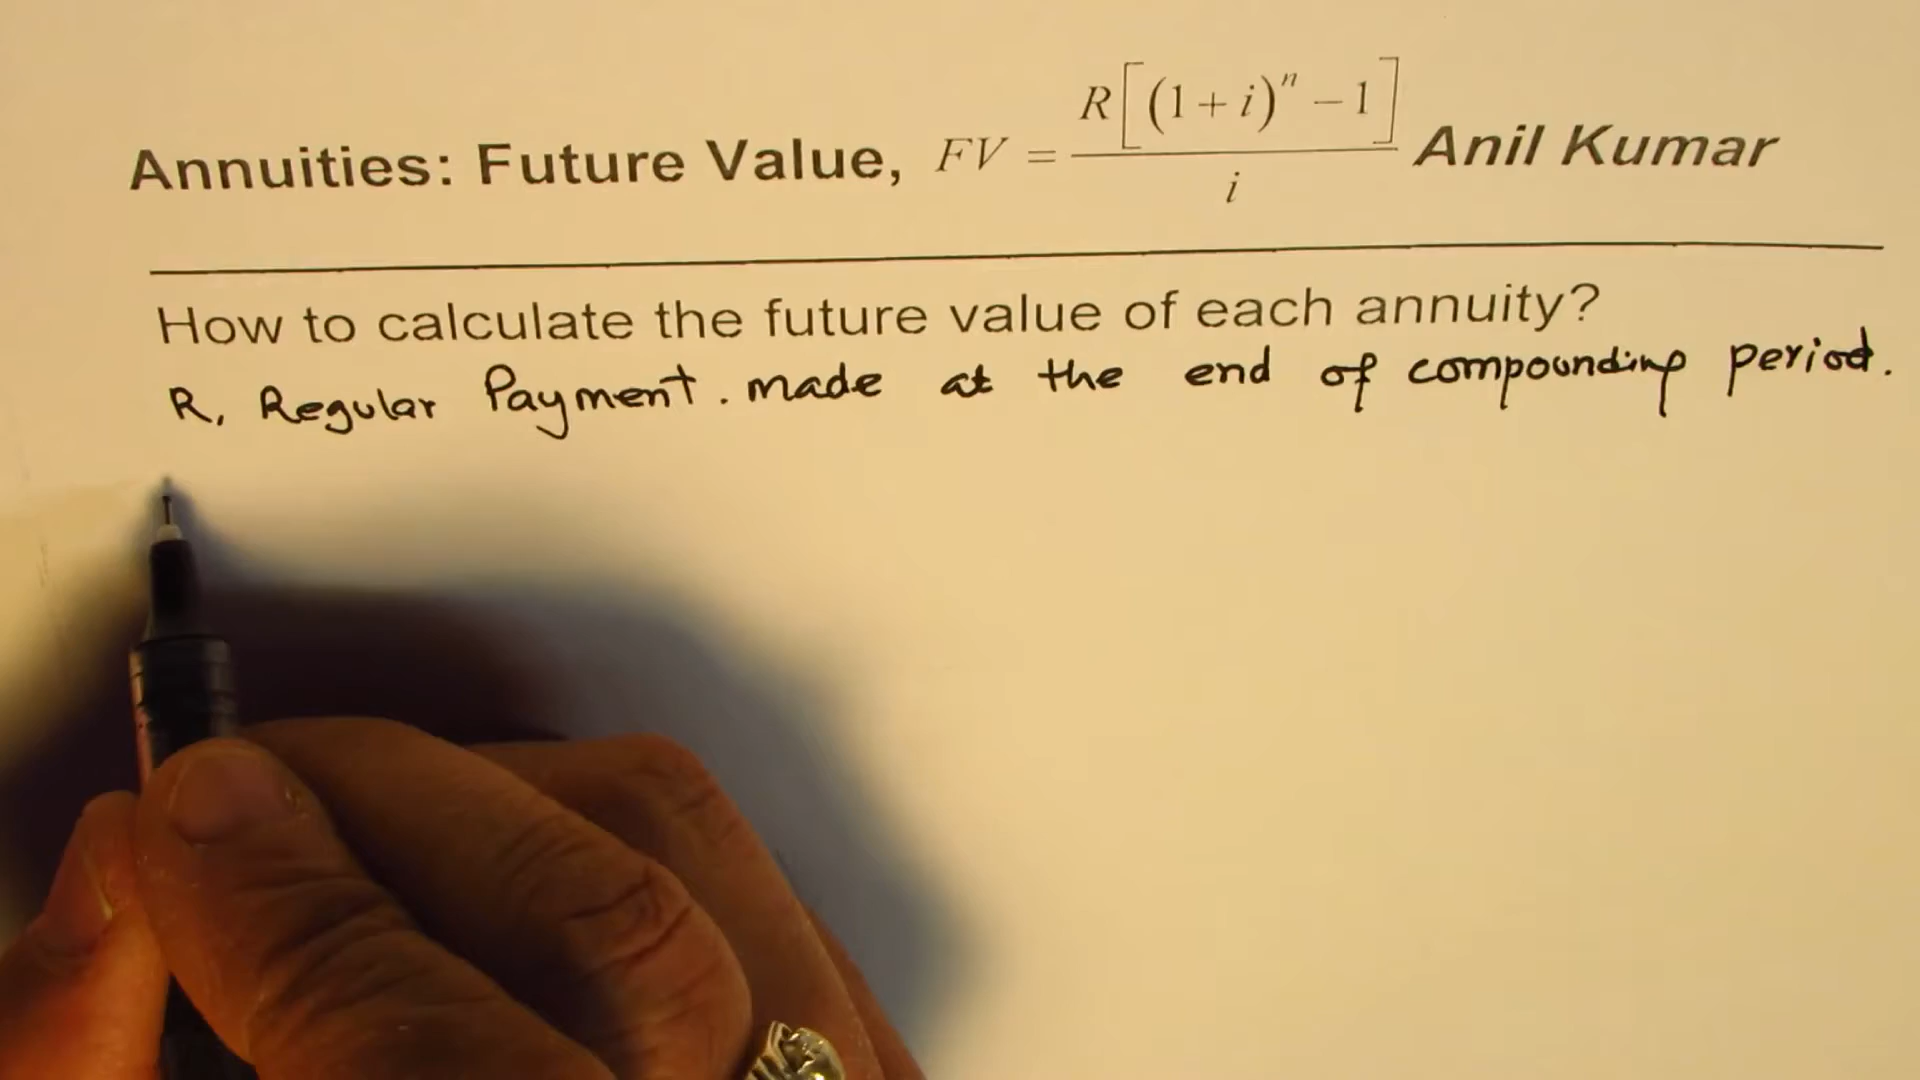 Annuities: Future Value, FV = R[(1+i)^n − 1] / i Anil Kumar
How to calculate the future value of each annuity?
R, Regular Payment. made at the end of compounding period.